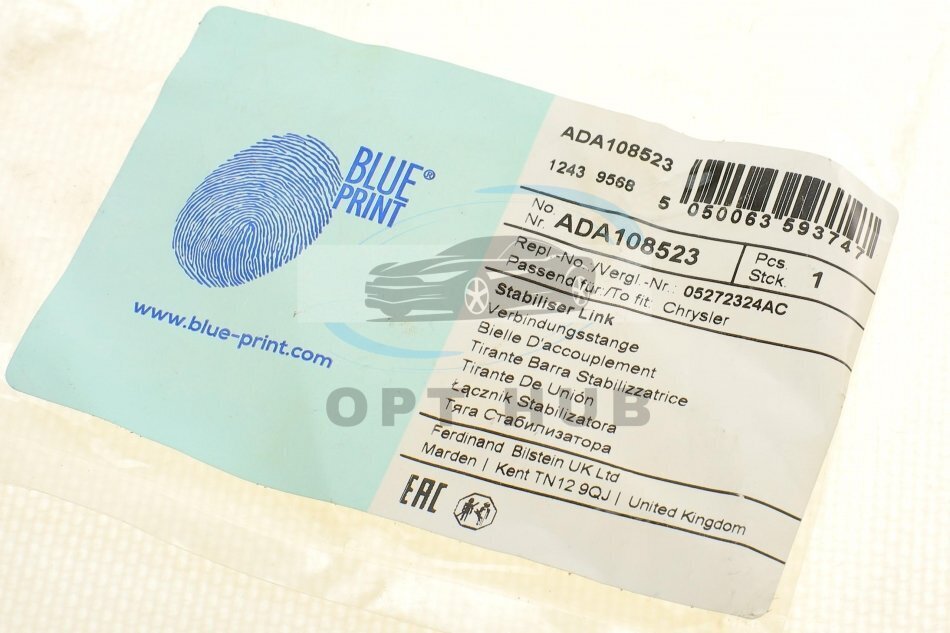 BLUE®
PRINT
www.blue-print.com
ADA108523
1243 9568
5 050063 593747
No.
Nr. ADA108523
Pcs.
Stck. 1
Repl.-No./Vergl.-Nr.: 05272324AC
Passend für:/To fit: Chrysler
Stabiliser Link
Verbindungsstange
Bielle D'accouplement
Tirante Barra Stabilizzatrice
Tirante De Unión
Łącznik Stabilizatora
Тяга Стабилизатора
Ferdinand Bilstein UK Ltd
Marden | Kent TN12 9QJ | United Kingdom
EAC
OPT HUB